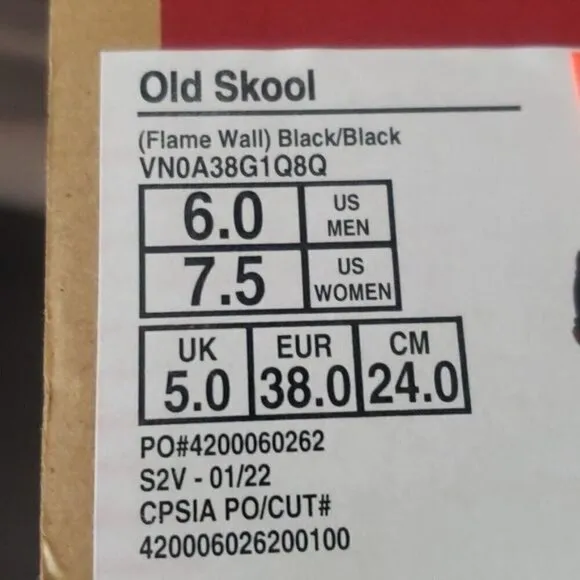 Old Skool
(Flame Wall) Black/Black
VN0A38G1Q8Q
6.0 US MEN
7.5 US WOMEN
UK EUR CM
5.0 38.0 24.0
PO#4200060262
S2V - 01/22
CPSIA PO/CUT#
420006026200100